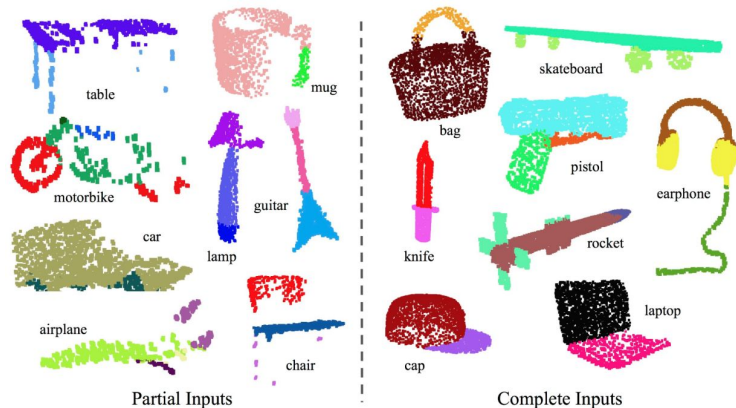 table
mug
motorbike
guitar
car
lamp
airplane
chair
Partial Inputs
bag
skateboard
pistol
earphone
knife
rocket
laptop
cap
Complete Inputs